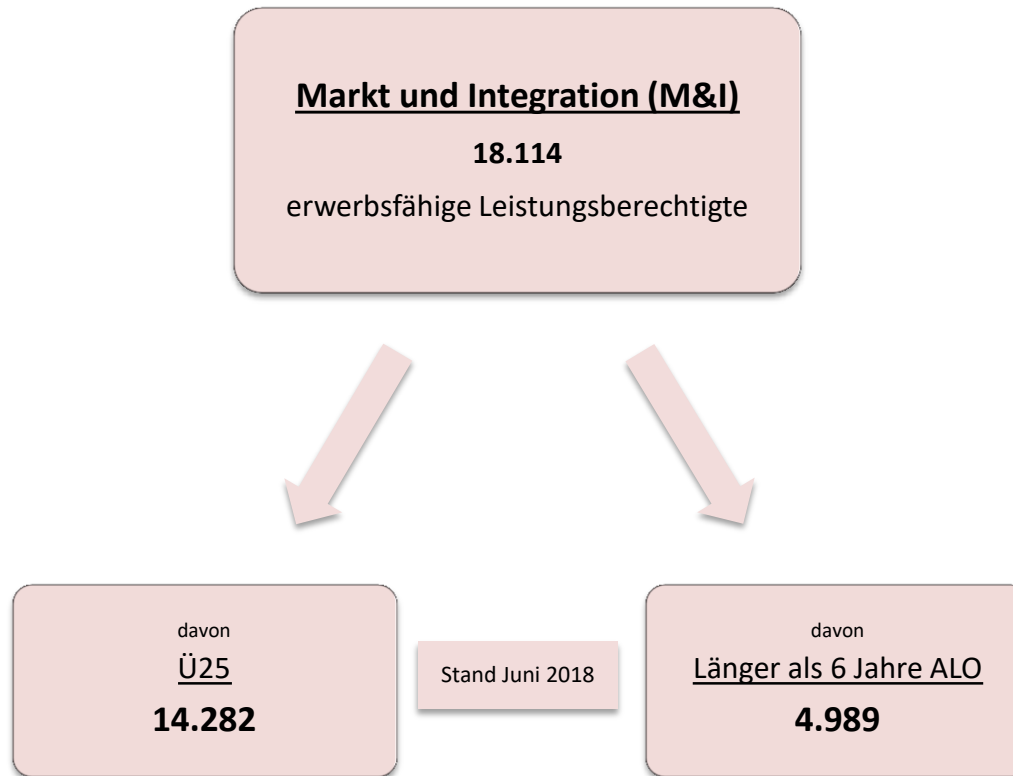 Markt und Integration (M&I)
18.114
erwerbsfähige Leistungsberechtigte
davon
Ü25
14.282
Stand Juni 2018
davon
Länger als 6 Jahre ALO
4.989